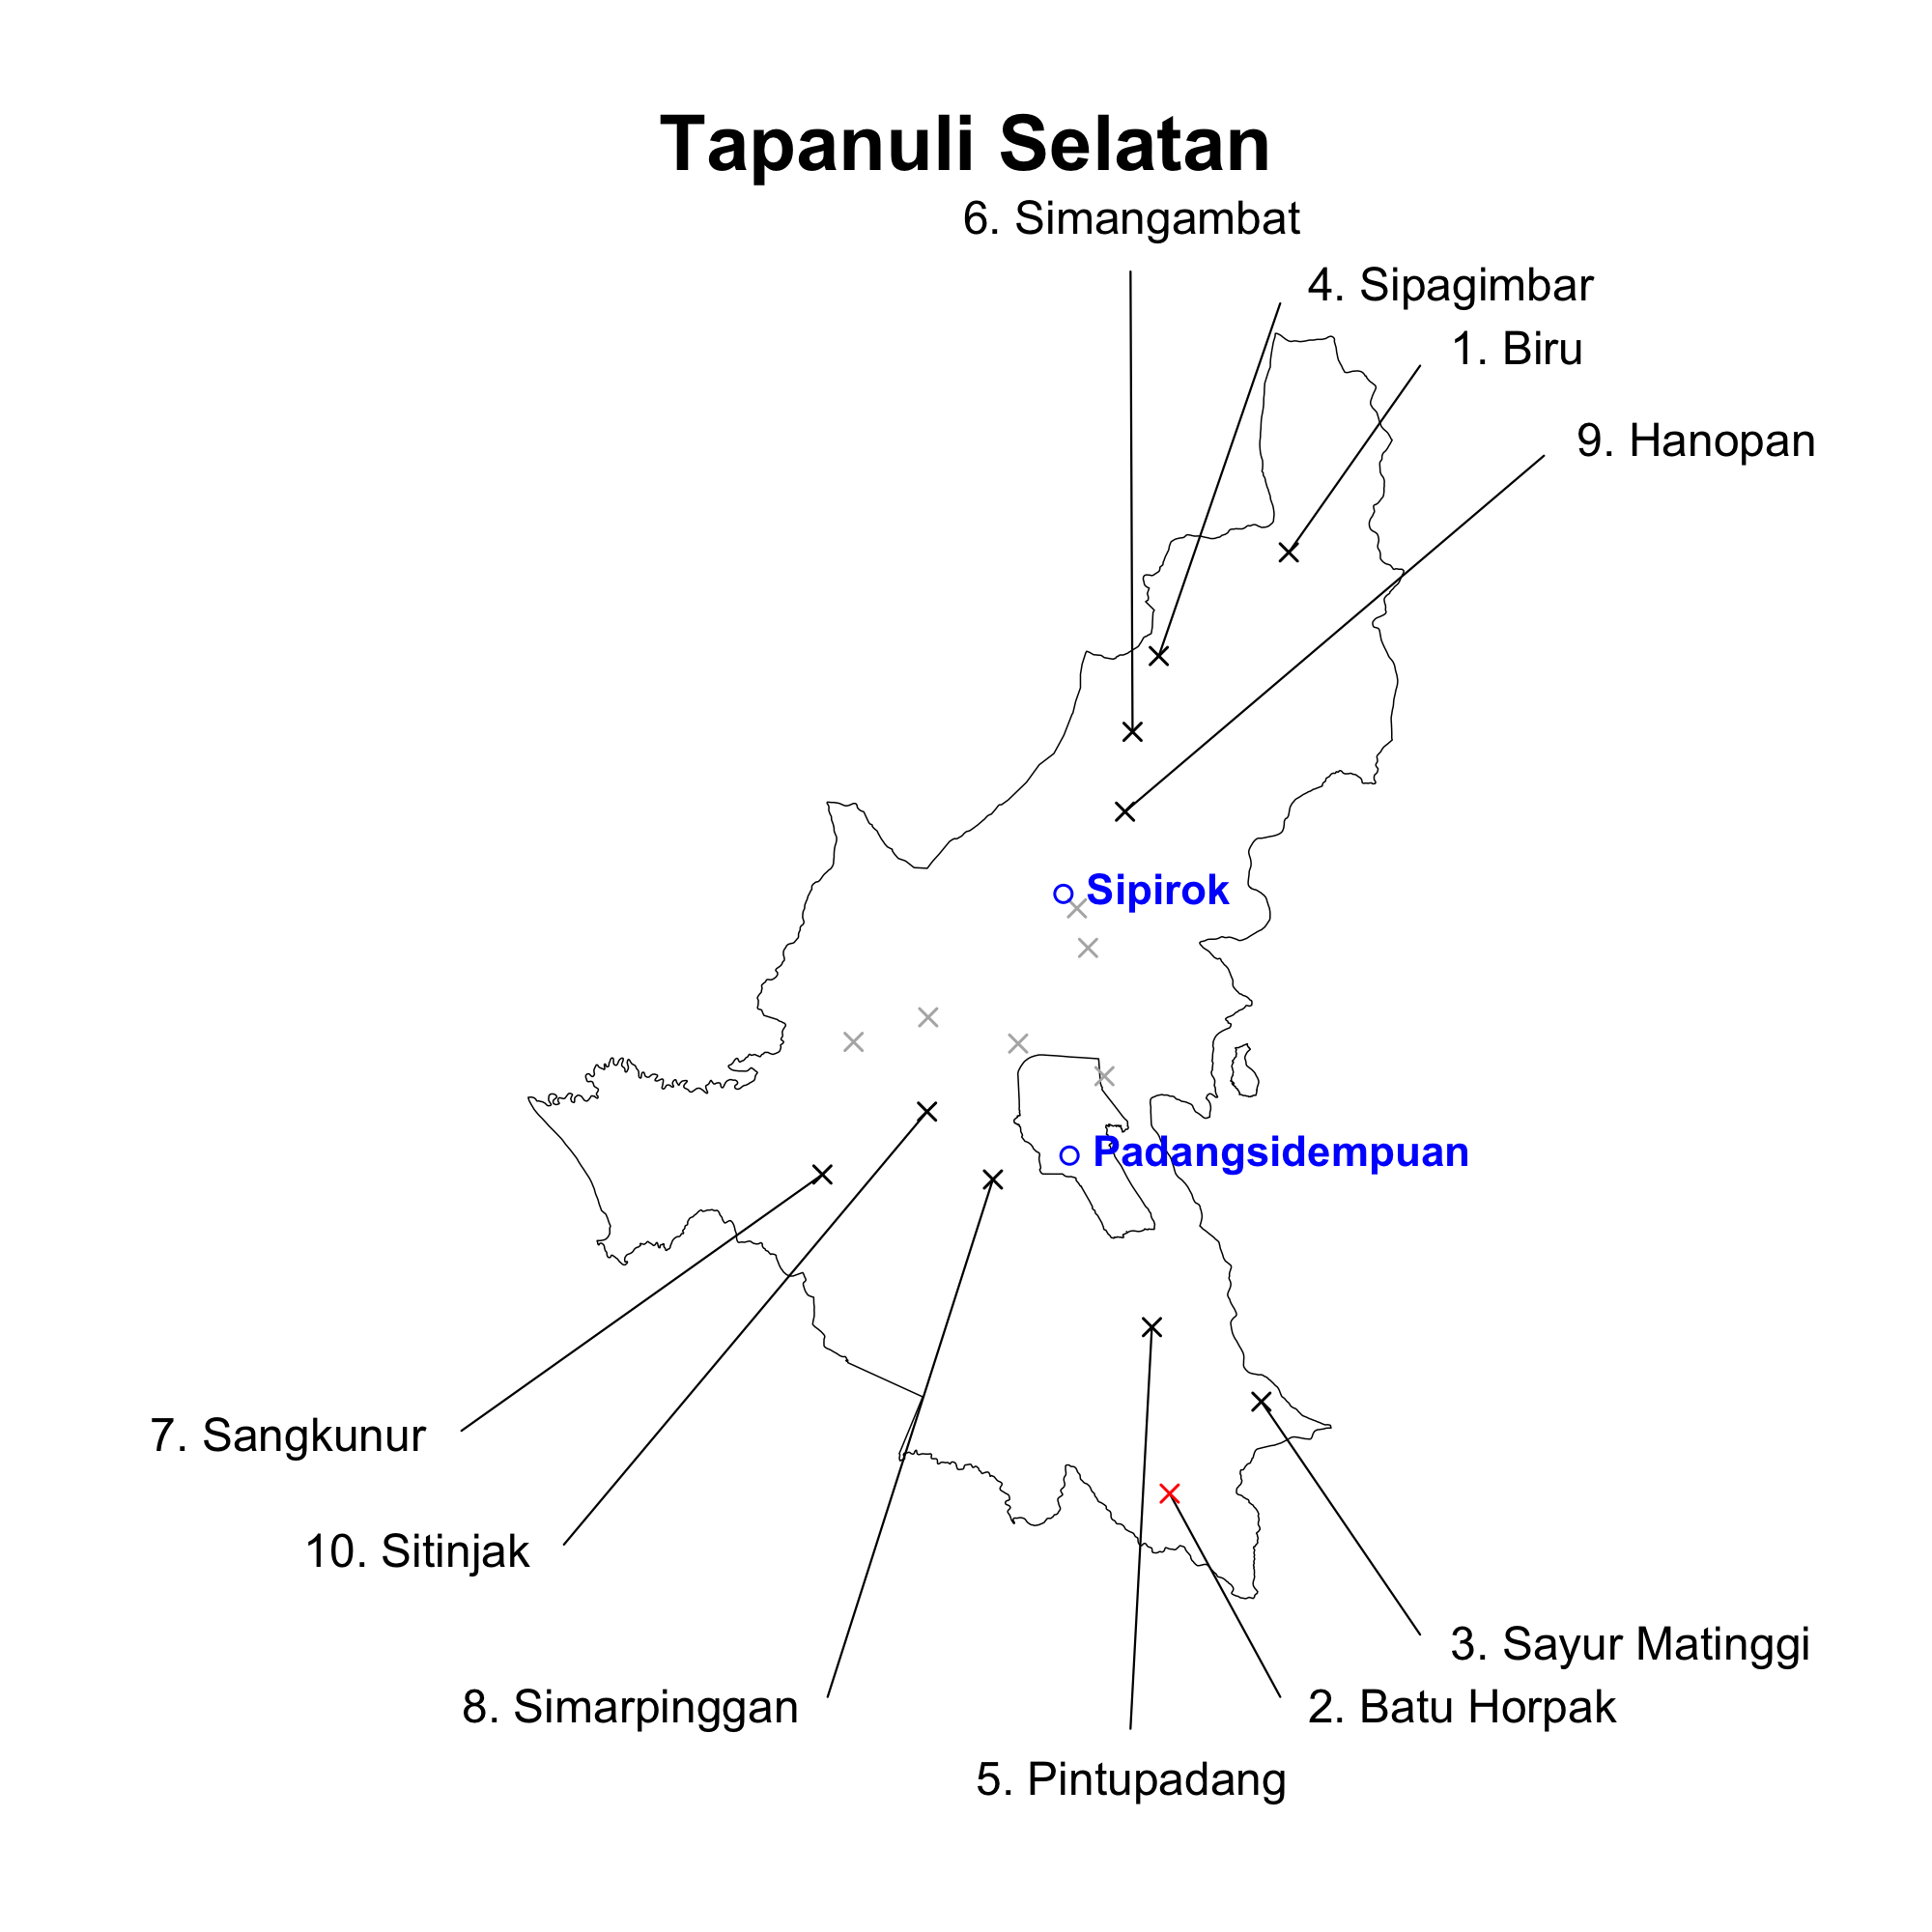 Tapanuli Selatan
6. Simangambat
4. Sipagimbar
1. Biru
9. Hanopan
Sipirok
Padangsidempuan
7. Sangkunur
10. Sitinjak
3. Sayur Matinggi
8. Simarpinggan
2. Batu Horpak
5. Pintupadang